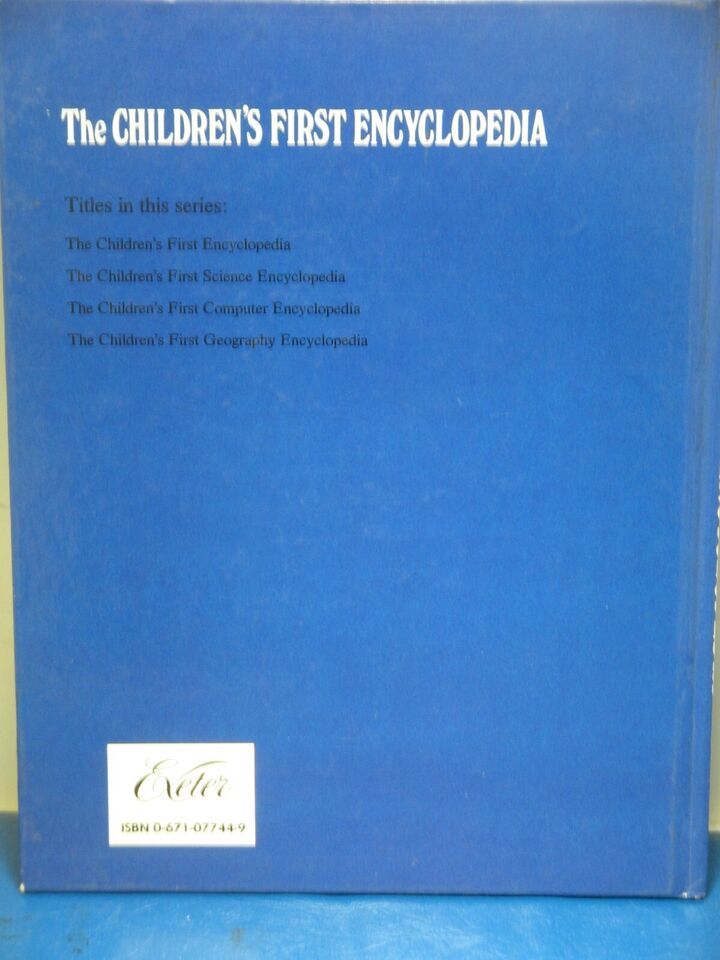 The CHILDREN'S FIRST ENCYCLOPEDIA
Titles in this series:
The Children's First Encyclopedia
The Children's First Science Encyclopedia
The Children's First Computer Encyclopedia
The Children's First Geography Encyclopedia
Exeter
ISBN 0-671-07744-9